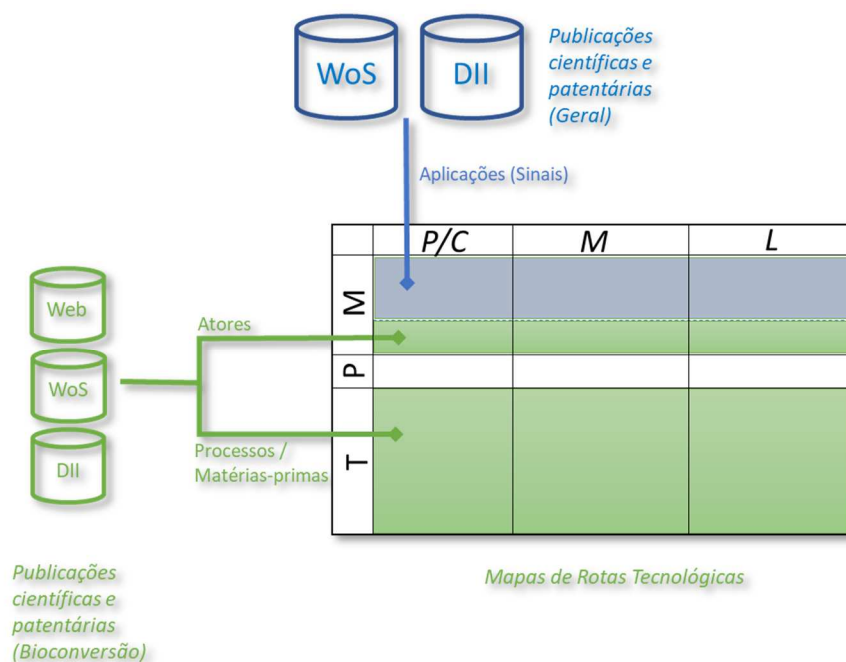 WoS
DII
Publicações
científicas e
patentárias
(Geral)
Aplicações (Sinais)
P/C
M
L
M
P
T
Web
WoS
DII
Atores
Processos /
Matérias-primas
Publicações
científicas e
patentárias
(Bioconversão)
Mapas de Rotas Tecnológicas